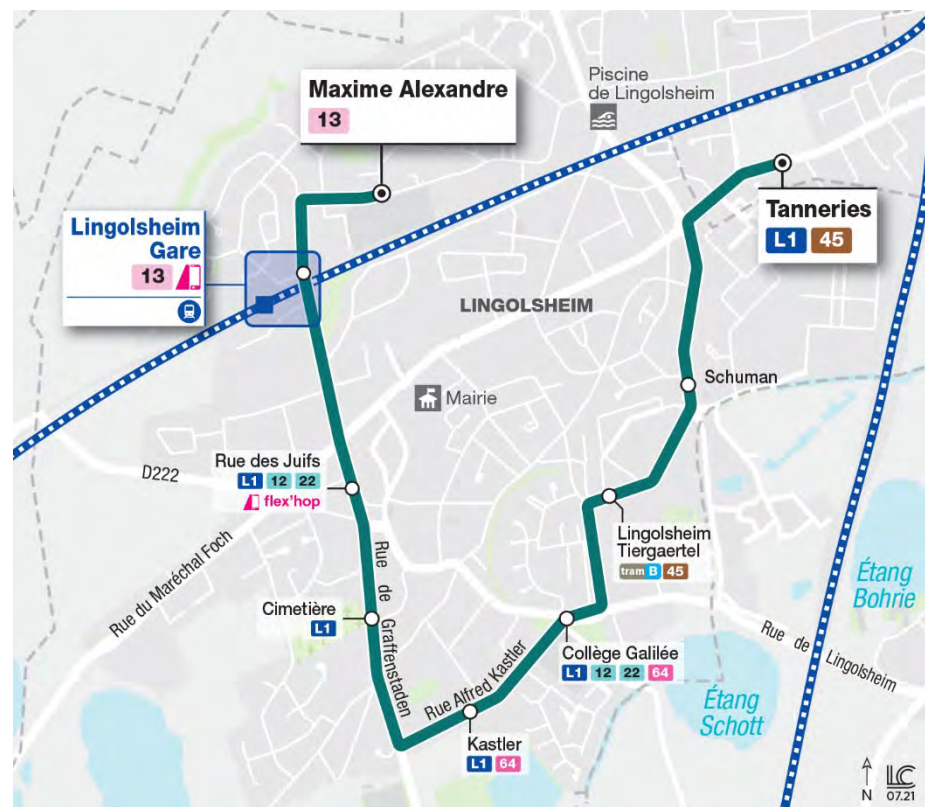 Piscine
de Lingolsheim
Maxime Alexandre
13
Tanneries
L1 45
Lingolsheim
Gare
13
LINGOLSHEIM
Schuman
Mairie
Rue des Juifs
L1 12 22
flex'hop
D222
Lingolsheim
Tiergaertel
tram B 45
Étang
Bohrie
Rue du Maréchal Foch
Rue de Graffenstaden
Cimetière
L1
Collège Galilée
L1 12 22 64
Rue de Lingolsheim
Rue Alfred Kastler
Étang
Schott
Kastler
L1 64
N
LC
07.21